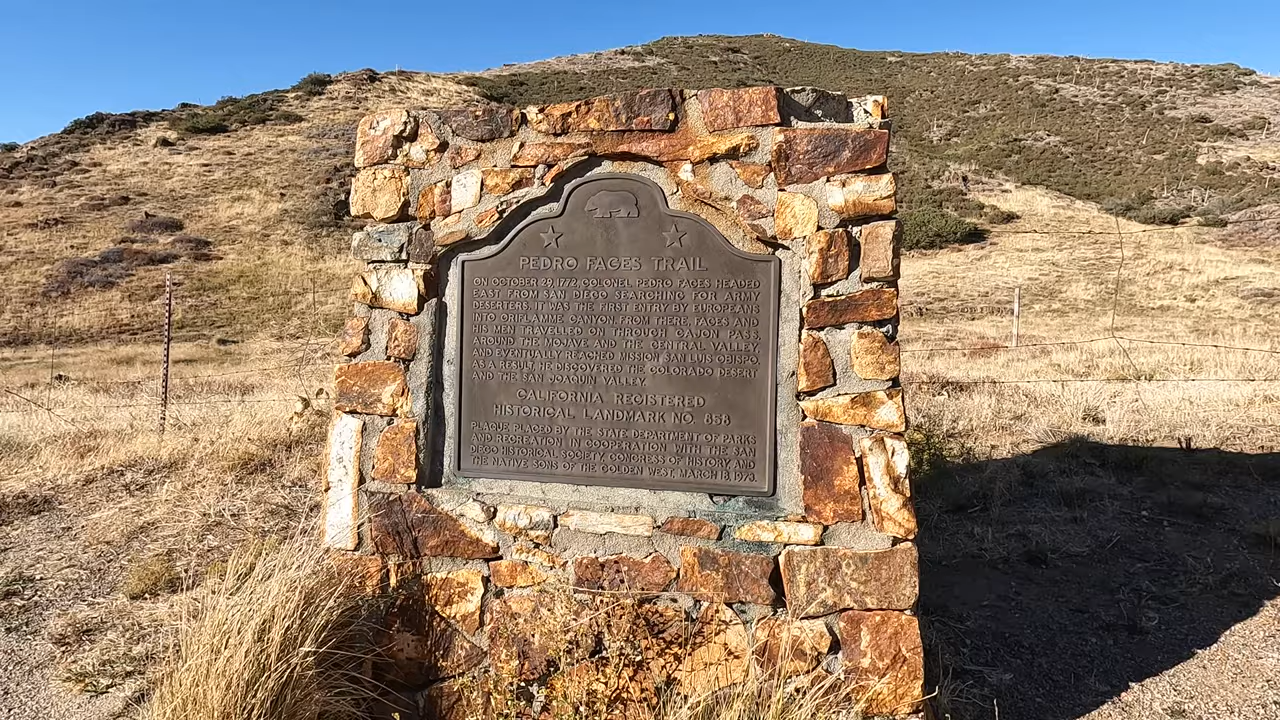 PEDRO FAGES TRAIL
ON OCTOBER 29, 1772, COLONEL PEDRO FAGES HEADED
EAST FROM SAN DIEGO SEARCHING FOR ARMY
DESERTERS. IT WAS THE FIRST ENTRY BY EUROPEANS
INTO ORIFLAMME CANYON. FROM THERE, FAGES AND
HIS MEN TRAVELLED ON THROUGH CAJON PASS,
AROUND THE MOJAVE AND THE CENTRAL VALLEY,
AND EVENTUALLY REACHED MISSION SAN LUIS OBISPO.
AS A RESULT, HE DISCOVERED THE COLORADO DESERT
AND THE SAN JOAQUIN VALLEY.
CALIFORNIA REGISTERED
HISTORICAL LANDMARK NO. 858
PLAQUE PLACED BY THE STATE DEPARTMENT OF PARKS
AND RECREATION IN COOPERATION WITH THE SAN
DIEGO HISTORICAL SOCIETY, CONGRESS OF HISTORY, AND
THE NATIVE SONS OF THE GOLDEN WEST, MARCH 18, 1973.